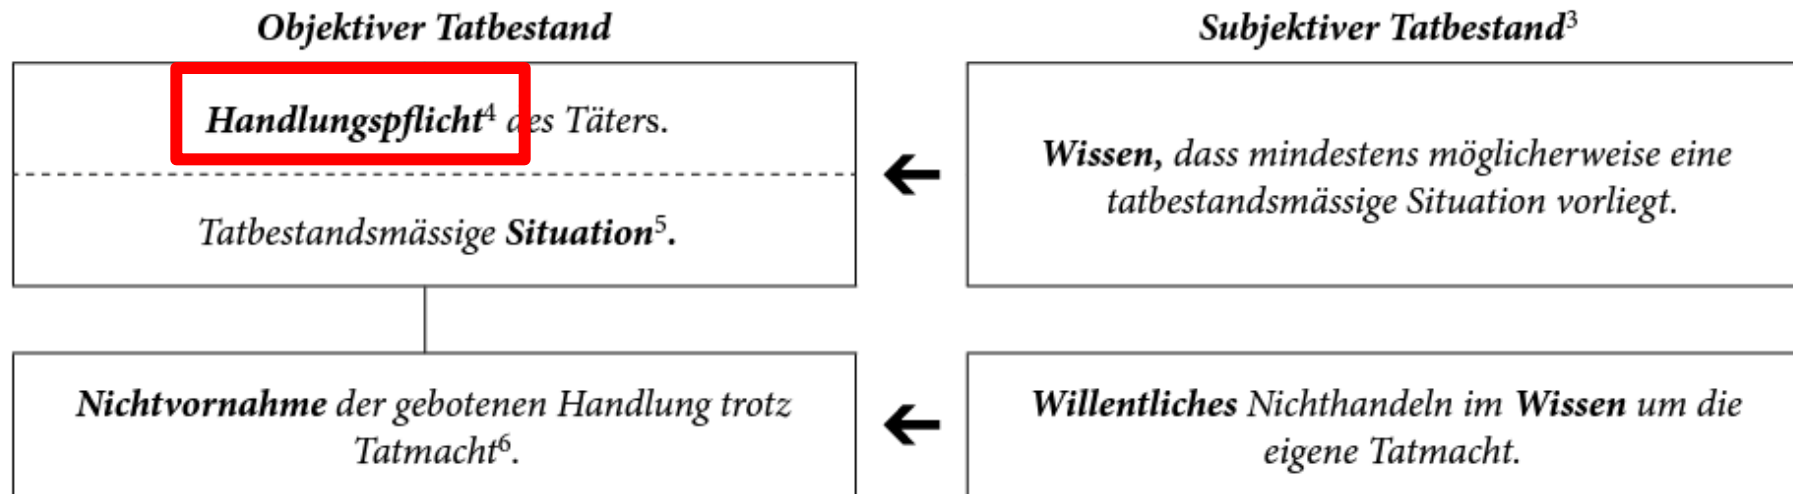 Objektiver Tatbestand
Handlungspflicht⁴ des Täters.
Tatbestandsmässige Situation⁵.
Nichtvornahme der gebotenen Handlung trotz
Tatmacht⁶.
Subjektiver Tatbestand³
Wissen, dass mindestens möglicherweise eine
tatbestandsmässige Situation vorliegt.
Willentliches Nichthandeln im Wissen um die
eigene Tatmacht.